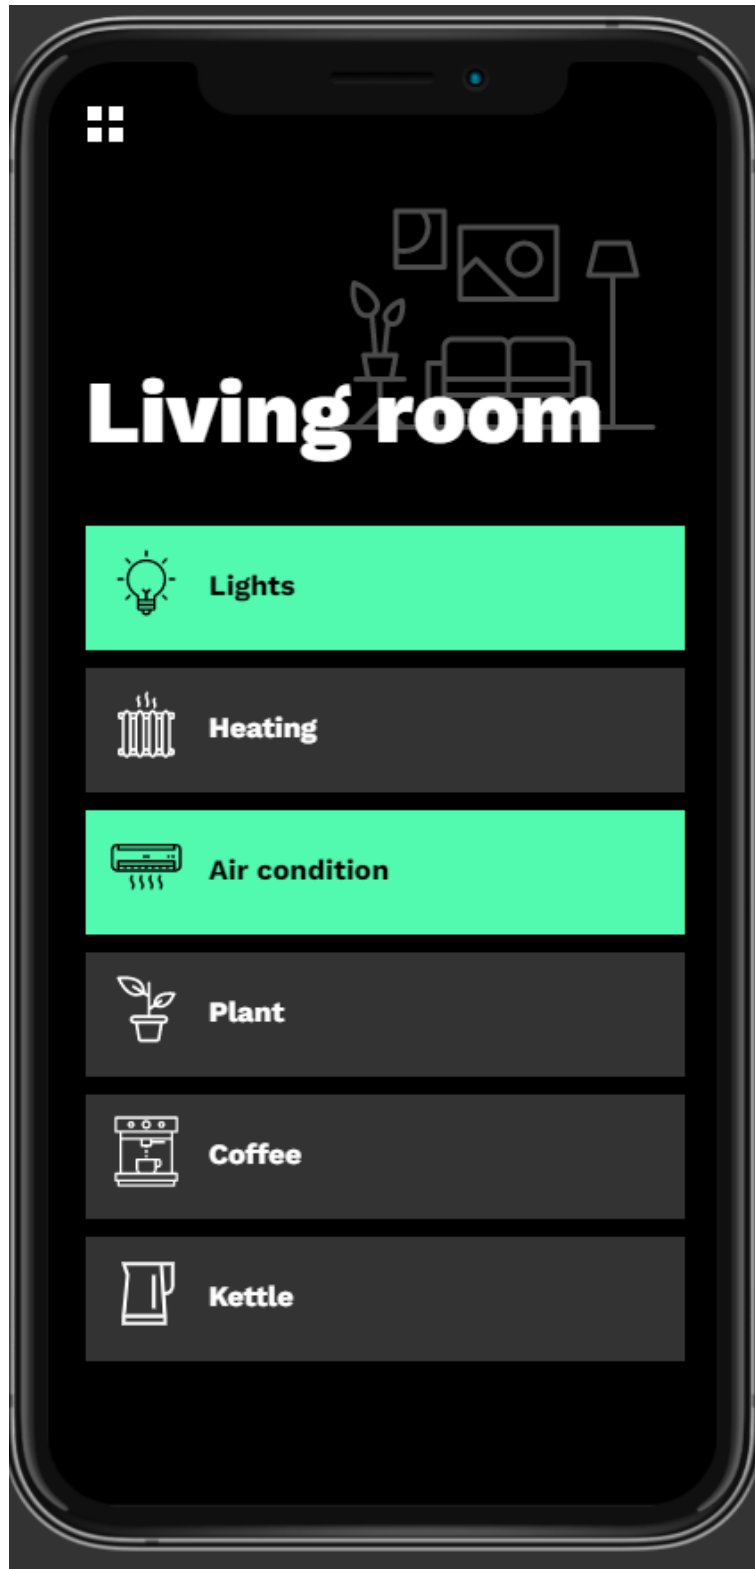 Living room
Lights
Heating
Air condition
Plant
Coffee
Kettle